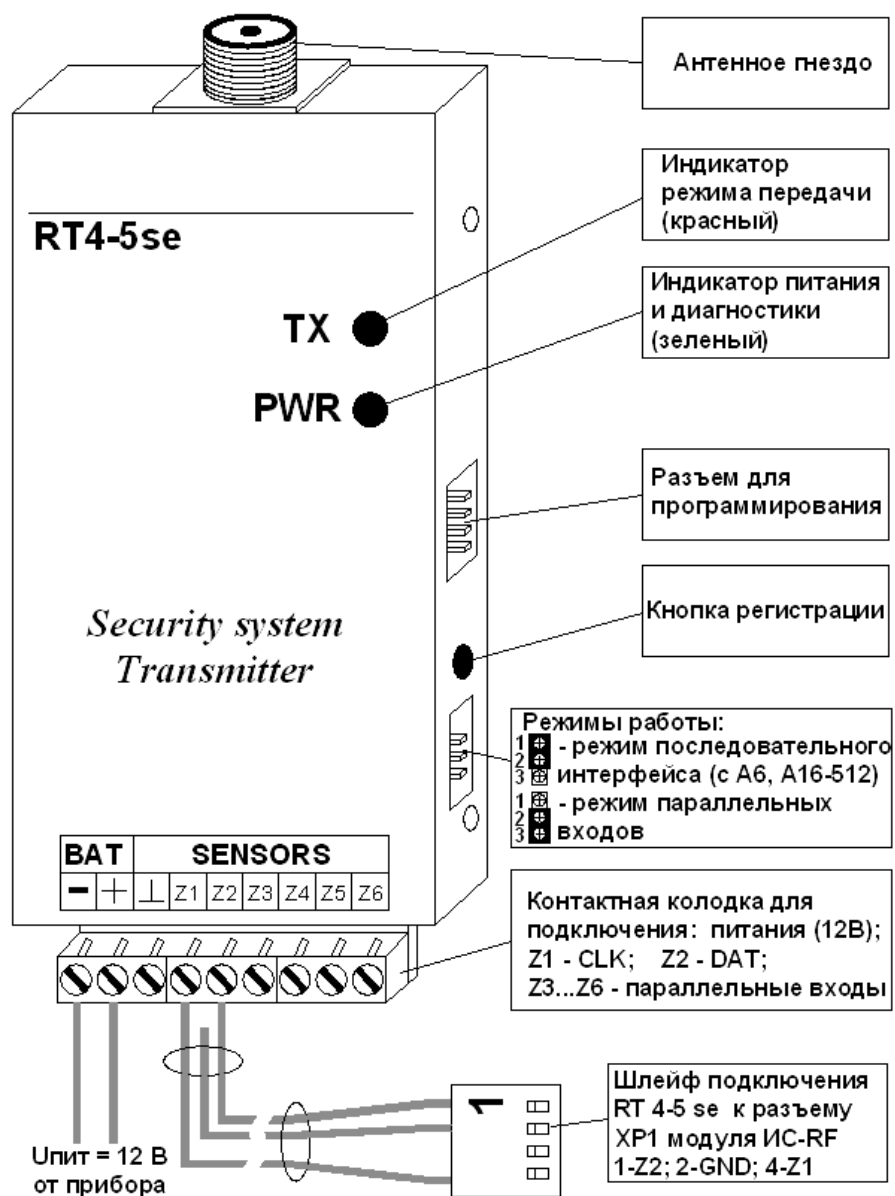 Антенное гнездо
Индикатор
режима передачи
(красный)
RT4-5se
Индикатор питания
и диагностики
(зеленый)
TX
PWR
Разъем для
программирования
Security system
Transmitter
Кнопка регистрации
Режимы работы:
1 - режим последовательного
2
3 интерфейса (с А6, А16-512)
1 - режим параллельных
2
3 входов
BAT SENSORS
- + ⊥ Z1 Z2 Z3 Z4 Z5 Z6
Контактная колодка для
подключения: питания (12В);
Z1 - CLK; Z2 - DAT;
Z3...Z6 - параллельные входы
1
Шлейф подключения
RT 4-5 se к разъему
ХР1 модуля ИС-RF
1-Z2; 2-GND; 4-Z1
Uпит = 12 В
от прибора